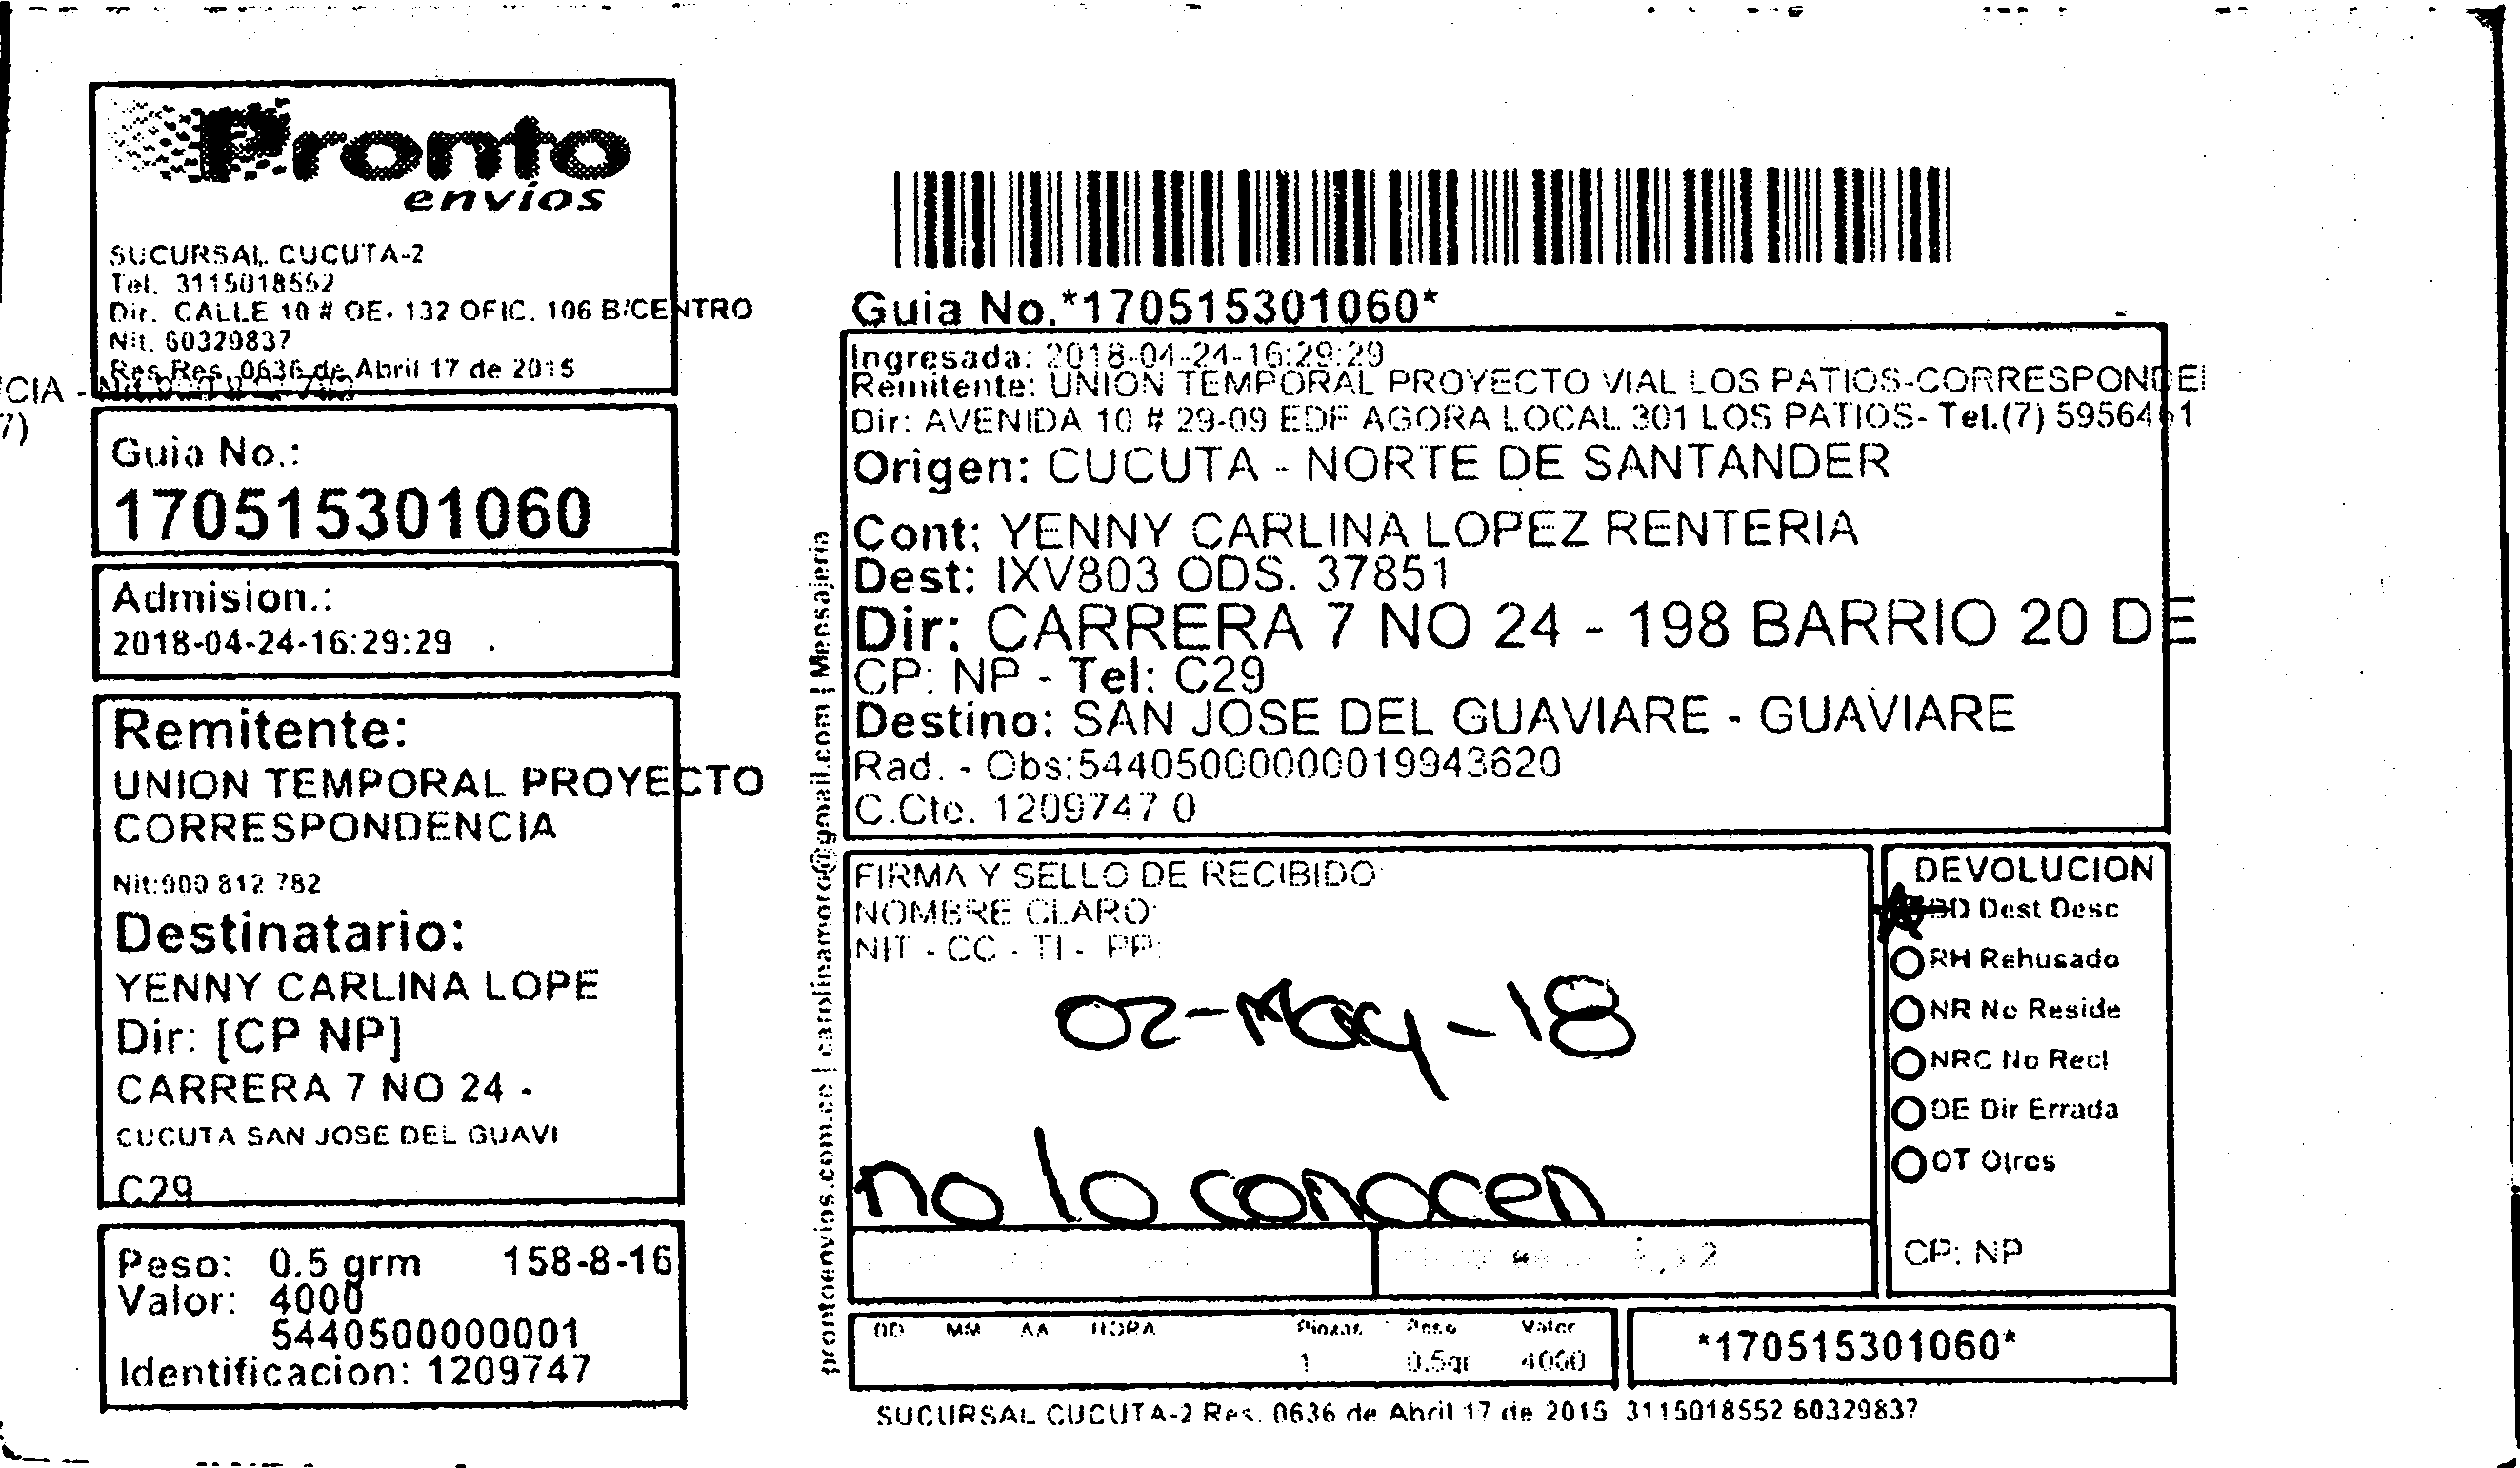 Pronto
envíos
SUCURSAL CUCUTA-2
Tel. 3115018552
Dir. CALLE 10 # OE- 132 OFIC. 106 B/CENTRO
Nit. 60329837
Res Res. 0636 de Abril 17 de 2015
CIA -
7)
Guia No.:
170515301060
Admision.:
2018-04-24-16:29:29
Remitente:
UNION TEMPORAL PROYECTO
CORRESPONDENCIA
Nit:900 812 782
Destinatario:
YENNY CARLINA LOPE
Dir: [CP NP]
CARRERA 7 NO 24 -
CUCUTA SAN JOSE DEL GUAVI
C29
Peso: 0.5 grm 158-8-16
Valor: 4000
5440500000001
Identificacion: 1209747
prontoenvios.com.co | carolinamoro@gmail.com | Mensajeria
Guia No.*170515301060*
Ingresada: 2018-04-24-16:29:29
Remitente: UNION TEMPORAL PROYECTO VIAL LOS PATIOS-CORRESPONDEI
Dir: AVENIDA 10 # 29-09 EDF AGORA LOCAL 301 LOS PATIOS- Tel.(7) 5956461
Origen: CUCUTA - NORTE DE SANTANDER
Cont: YENNY CARLINA LOPEZ RENTERIA
Dest: IXV803 ODS. 37851
Dir: CARRERA 7 NO 24 - 198 BARRIO 20 DE
CP: NP - Tel: C29
Destino: SAN JOSE DEL GUAVIARE - GUAVIARE
Rad. - Obs:544050000000019943620
C.Cto. 1209747 0
FIRMA Y SELLO DE RECIBIDO
NOMBRE CLARO:
NIT - CC - TI - PP:
02-May-18
no lo conocen
DEVOLUCION
DD Dest Desc
RH Rehusado
NR No Reside
NRC No Recl
DE Dir Errada
OT Otros
CP: NP
DD MM AA HORA Piezas Peso Valor
1 0.5gr 4000
*170515301060*
SUCURSAL CUCUTA-2 Res. 0636 de Abril 17 de 2015 3115018552 60329837